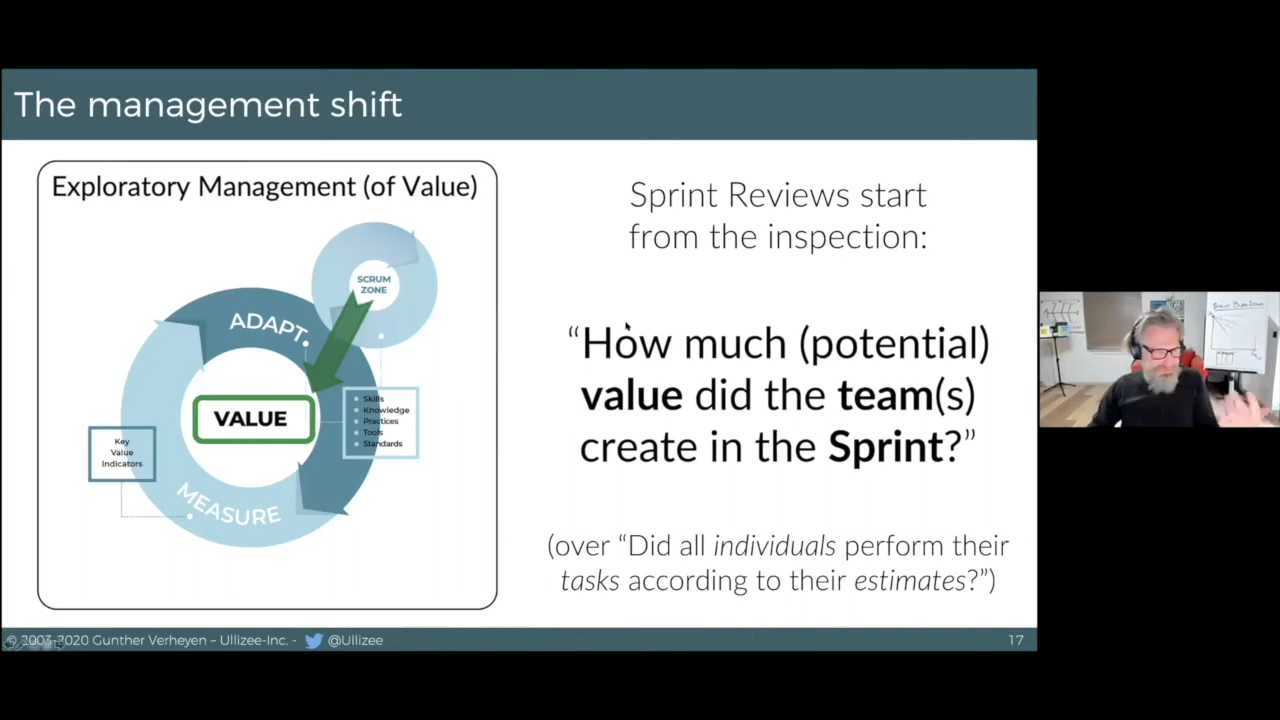 The management shift
Exploratory Management (of Value)
SCRUM
ZONE
ADAPT
VALUE
Skills
Knowledge
Practices
Tools
Standards
Key
Value
Indicators
MEASURE
Sprint Reviews start
from the inspection:
“How much (potential)
value did the team(s)
create in the Sprint?”
(over “Did all individuals perform their
tasks according to their estimates?”)
© 2003-2020 Gunther Verheyen – Ullizee-Inc. -
@Ullizee
17